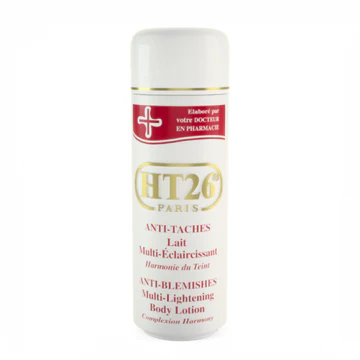 Elaboré par
votre DOCTEUR
EN PHARMACIE
HT26
PARIS
ANTI-TACHES
Lait
Multi-Éclaircissant
Harmonie du Teint
ANTI-BLEMISHES
Multi-Lightening
Body Lotion
Complexion Harmony